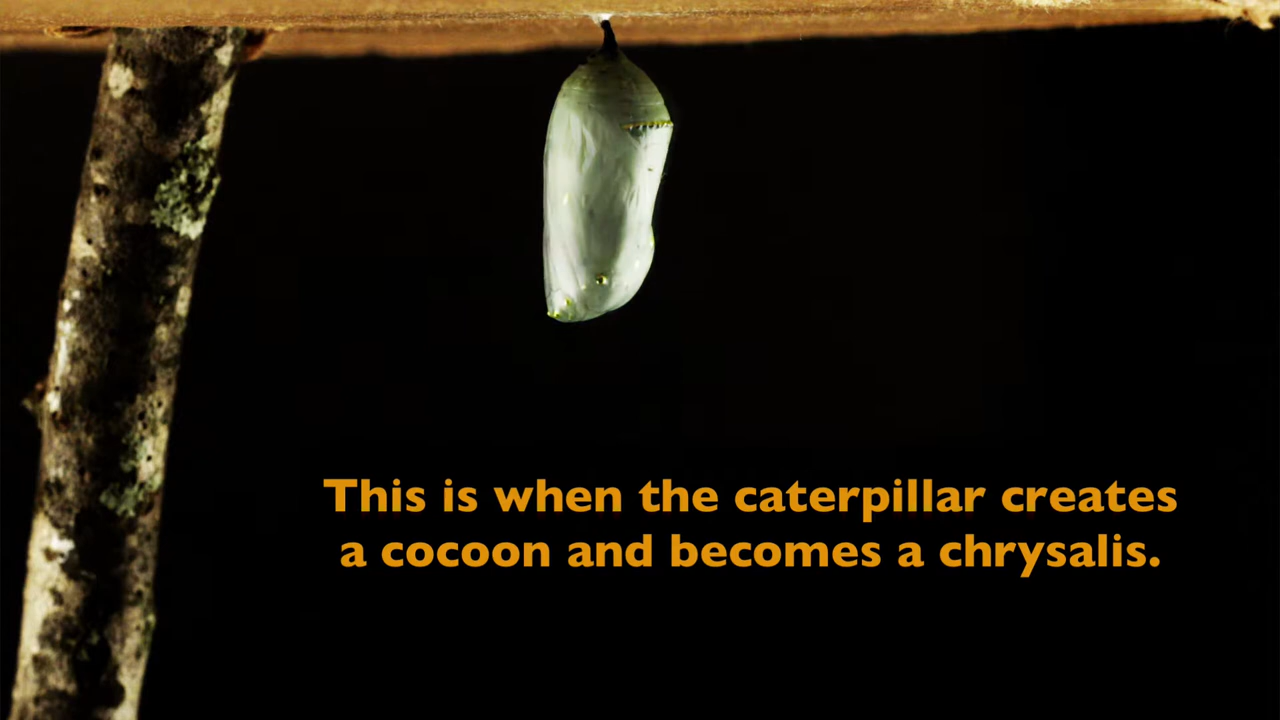 This is when the caterpillar creates
a cocoon and becomes a chrysalis.